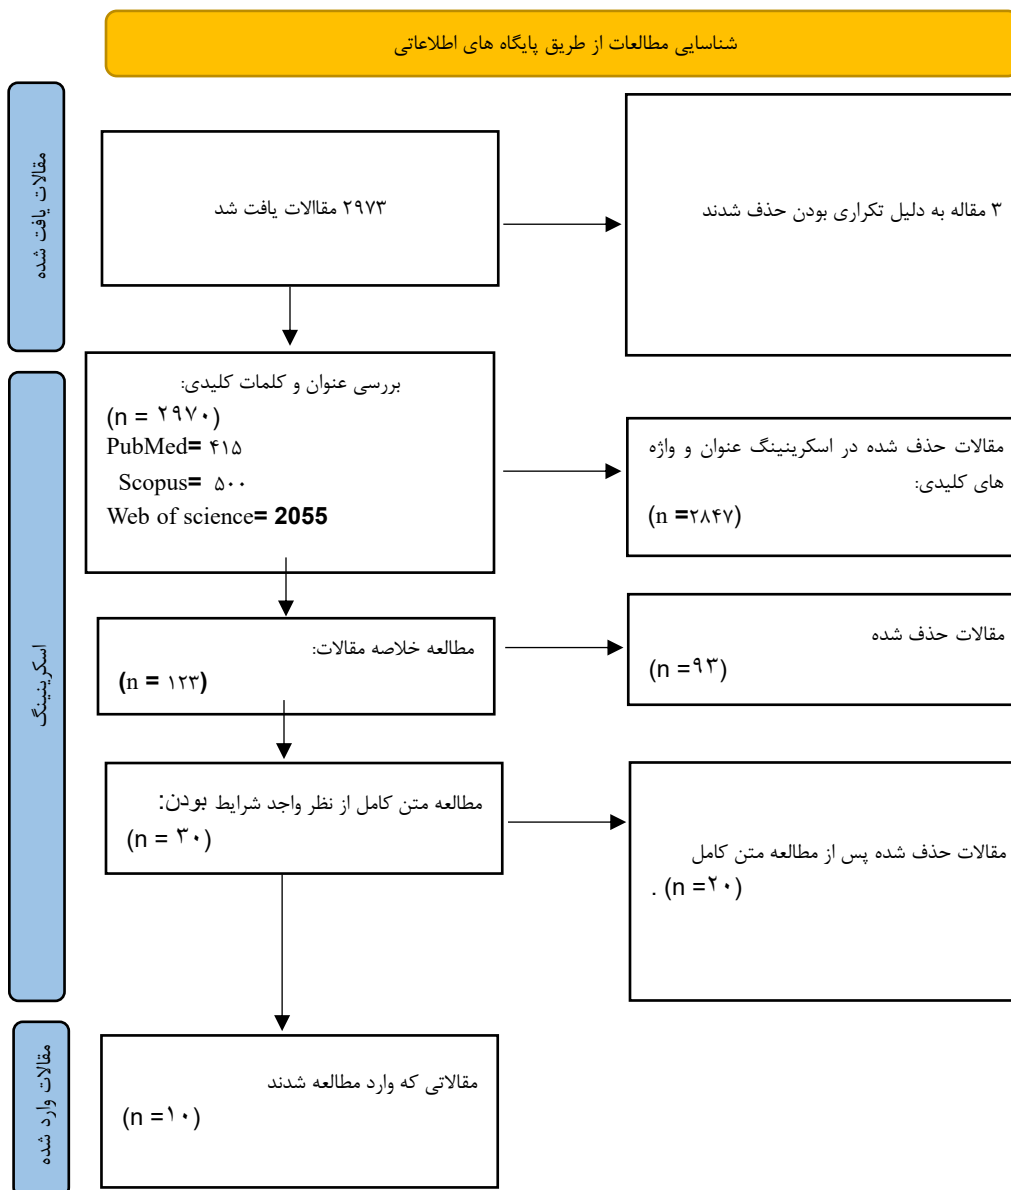 شناسایی مطالعات از طریق پایگاه های اطلاعاتی
مقالات یافت شده
۲۹۷۳ مقاالات یافت شد
۳ مقاله به دلیل تکراری بودن حذف شدند
اسکرینینگ
بررسی عنوان و کلمات کلیدی:
(n = ۲۹۷۰)
PubMed= ۴۱۵
Scopus= ۵۰۰
Web of science= 2055
مقالات حذف شده در اسکرینینگ عنوان و واژه
های کلیدی:
(n =۲۸۴۷)
مطالعه خلاصه مقالات:
(n = ۱۲۳)
مقالات حذف شده
(n =۹۳)
مطالعه متن کامل از نظر واجد شرایط بودن:
(n = ۳۰)
مقالات حذف شده پس از مطالعه متن کامل
(n =۲۰) .
مقالات وارد شده
مقالاتی که وارد مطالعه شدند
(n =۱۰)